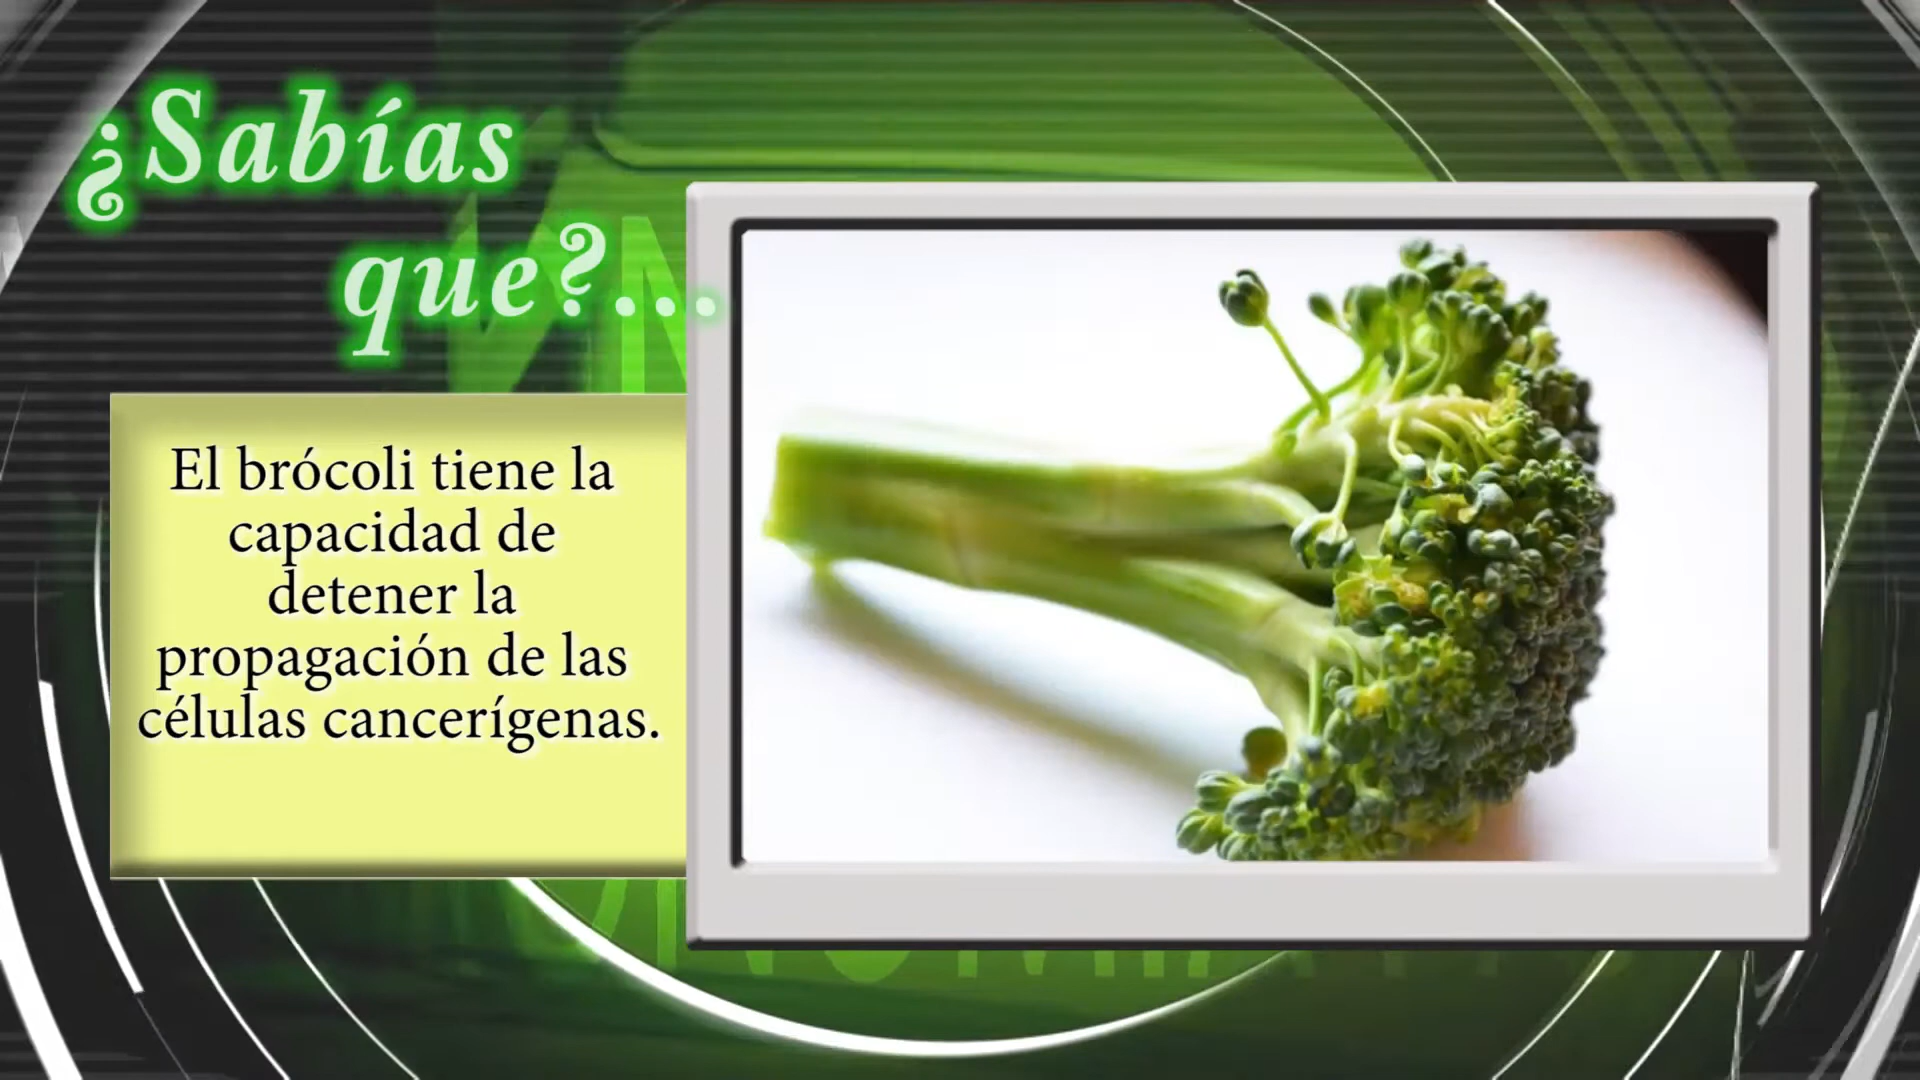 ¿Sabías
que?...
El brócoli tiene la
capacidad de
detener la
propagación de las
células cancerígenas.